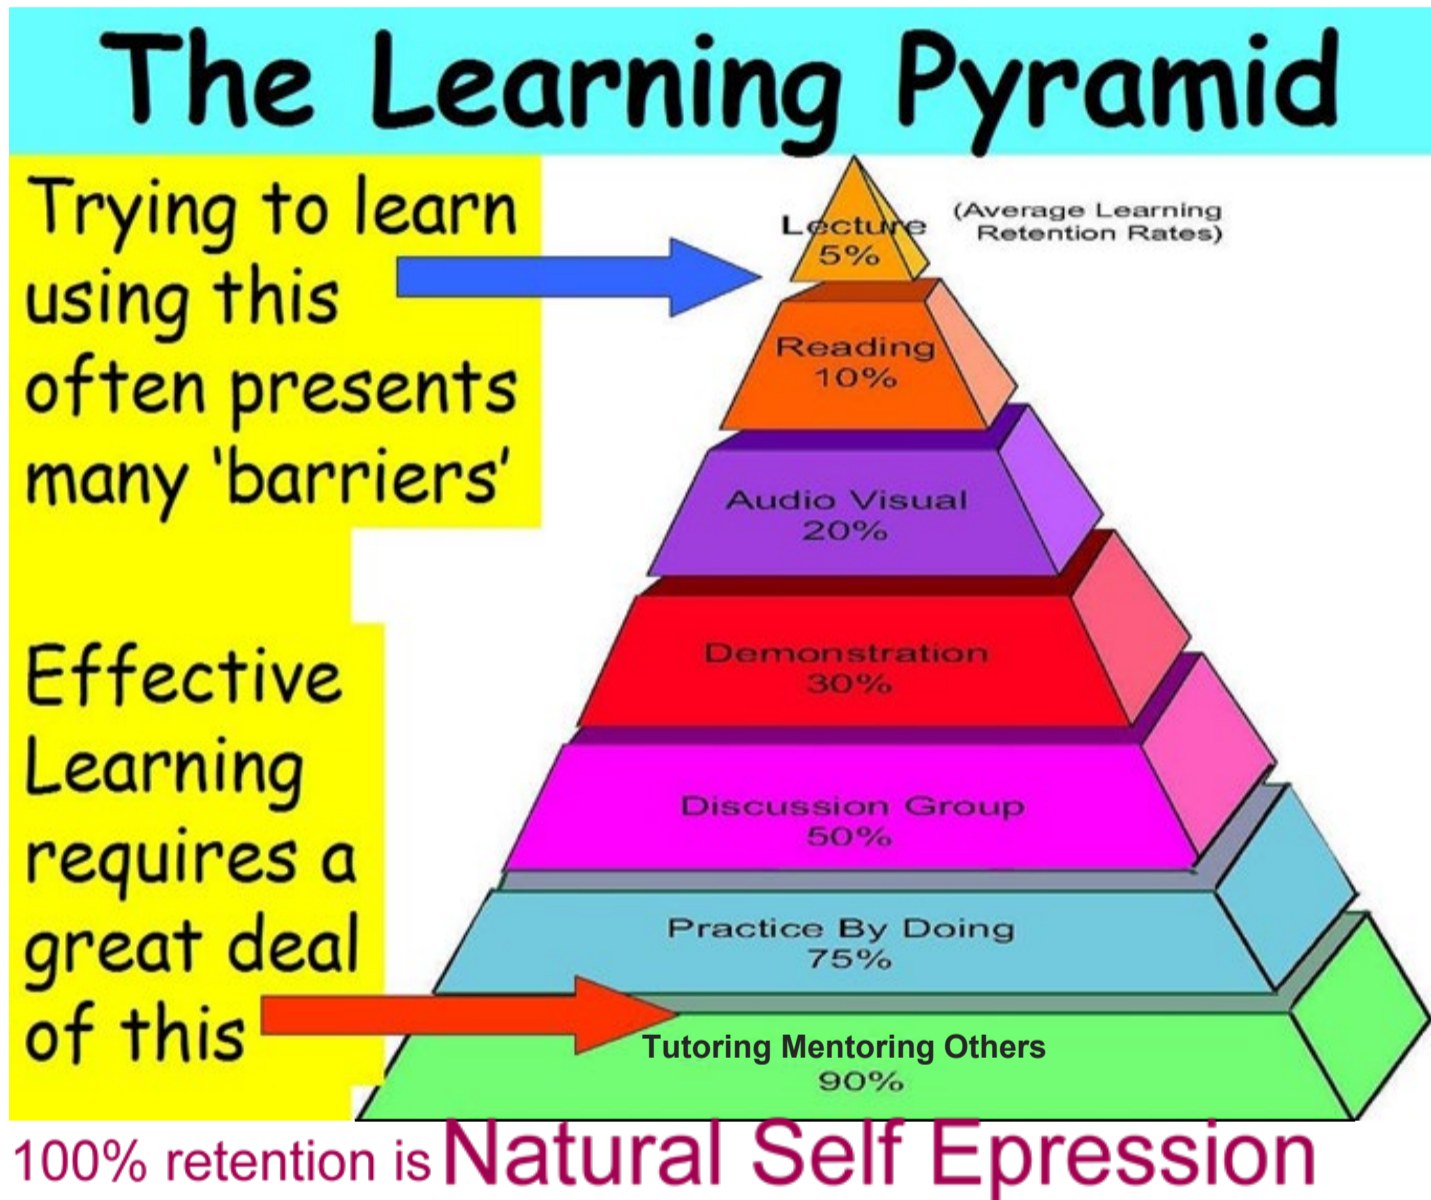 The Learning Pyramid
Trying to learn
using this
often presents
many ‘barriers’
Effective
Learning
requires a
great deal
of this
(Average Learning
Retention Rates)
Lecture
5%
Reading
10%
Audio Visual
20%
Demonstration
30%
Discussion Group
50%
Practice By Doing
75%
Tutoring Mentoring Others
90%
100% retention is Natural Self Epression